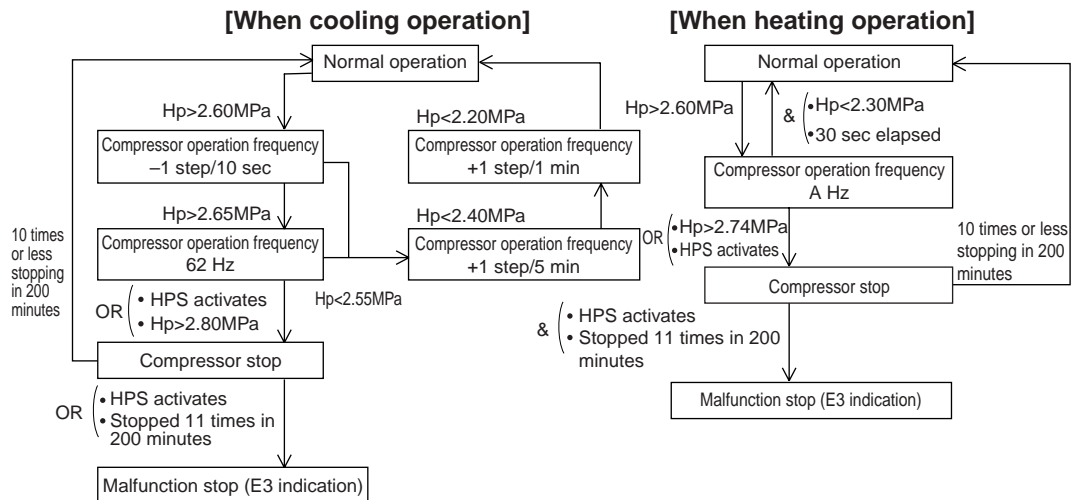 [When cooling operation]
Normal operation
Hp>2.60MPa
Compressor operation frequency
–1 step/10 sec
Hp>2.65MPa
Compressor operation frequency
62 Hz
OR
• HPS activates
• Hp>2.80MPa
Compressor stop
10 times
or less
stopping
in 200
minutes
OR
• HPS activates
• Stopped 11 times in
200 minutes
Malfunction stop (E3 indication)
Hp<2.20MPa
Compressor operation frequency
+1 step/1 min
Hp<2.40MPa
Compressor operation frequency
+1 step/5 min
Hp<2.55MPa
[When heating operation]
Normal operation
Hp>2.60MPa
&
•Hp<2.30MPa
•30 sec elapsed
Compressor operation frequency
A Hz
OR
•Hp>2.74MPa
•HPS activates
Compressor stop
10 times or less
stopping in 200
minutes
&
• HPS activates
• Stopped 11 times in 200
minutes
Malfunction stop (E3 indication)